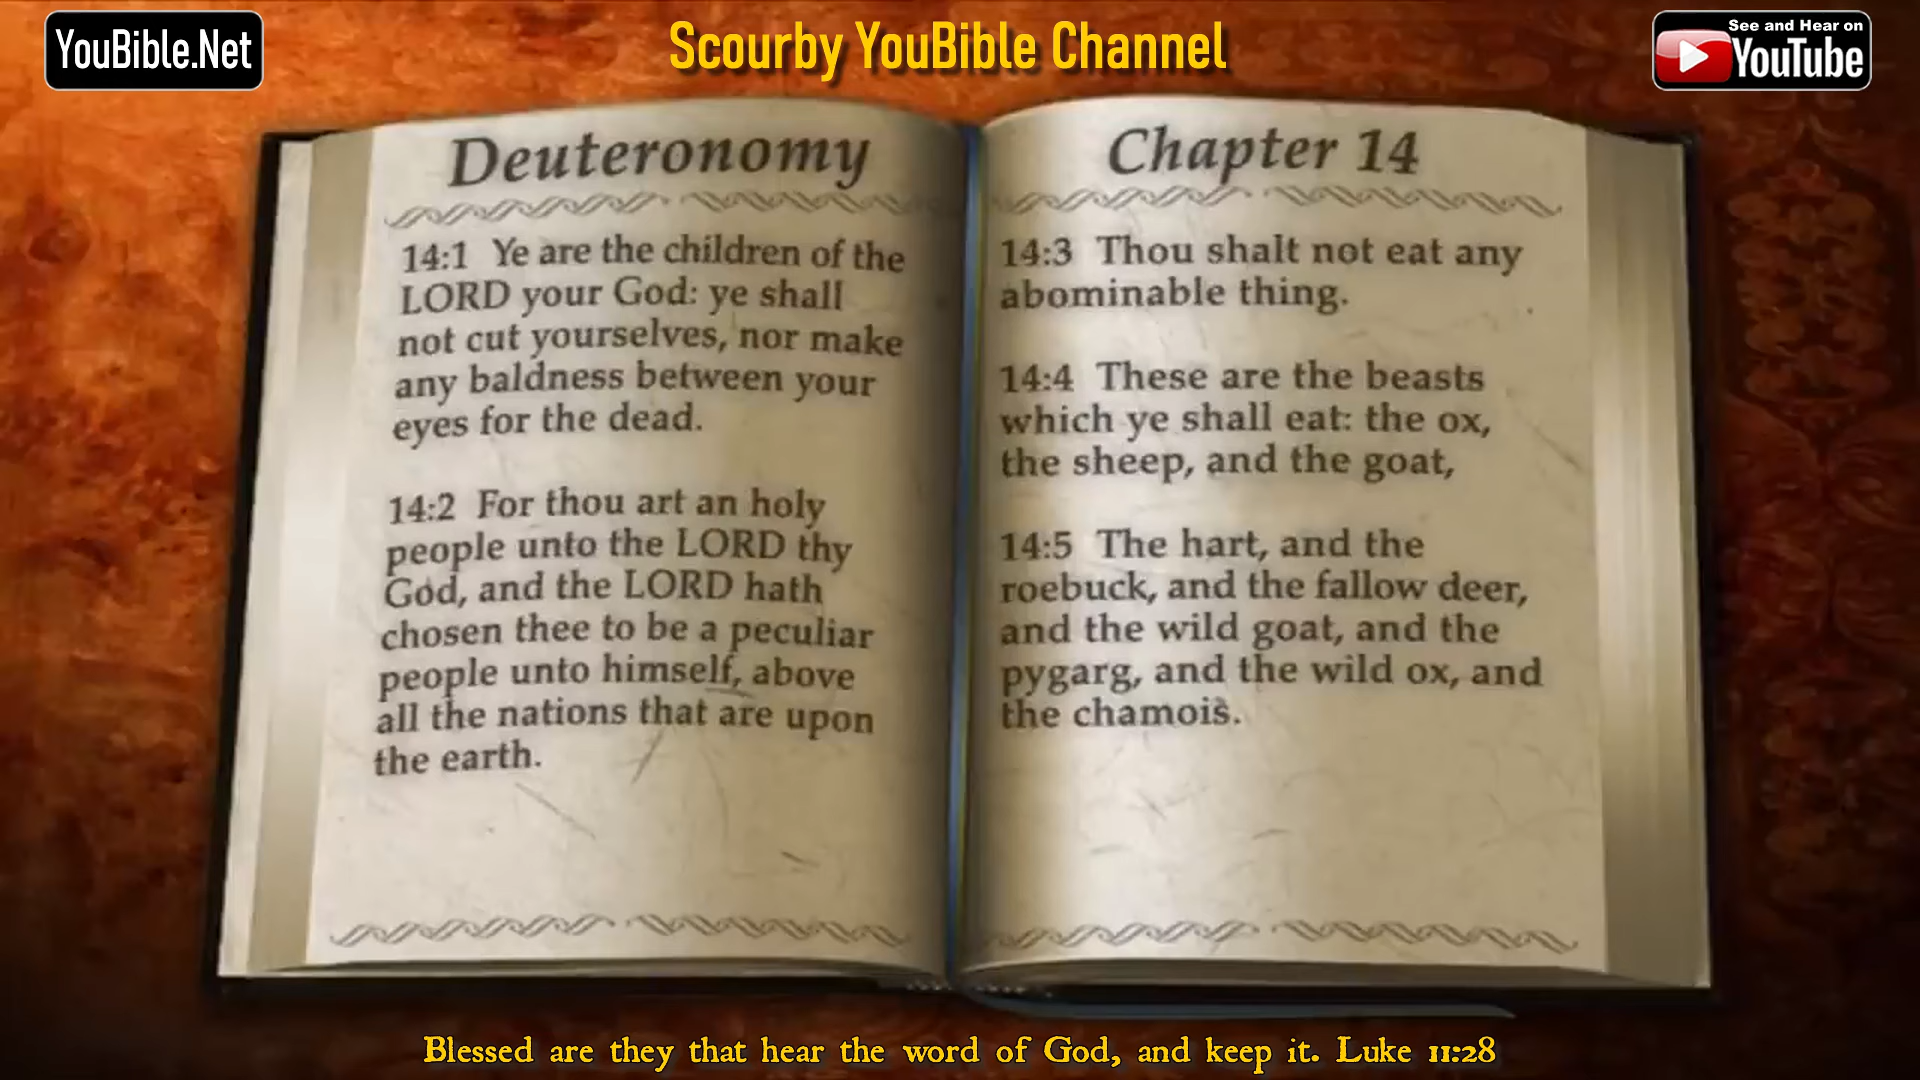 YouBible.Net
Scourby YouBible Channel
See and Hear on
YouTube
Deuteronomy
14:1 Ye are the children of the
LORD your God: ye shall
not cut yourselves, nor make
any baldness between your
eyes for the dead.
14:2 For thou art an holy
people unto the LORD thy
God, and the LORD hath
chosen thee to be a peculiar
people unto himself, above
all the nations that are upon
the earth.
Chapter 14
14:3 Thou shalt not eat any
abominable thing.
14:4 These are the beasts
which ye shall eat: the ox,
the sheep, and the goat,
14:5 The hart, and the
roebuck, and the fallow deer,
and the wild goat, and the
pygarg, and the wild ox, and
the chamois.
Blessed are they that hear the word of God, and keep it. Luke 11:28